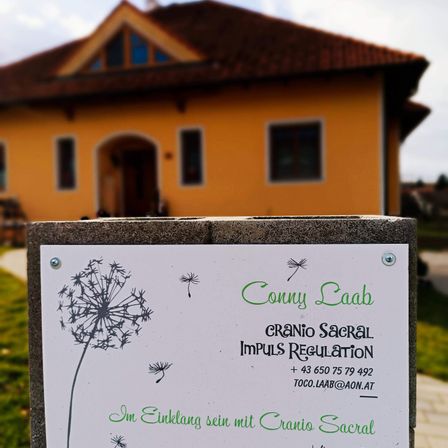 Conny Laab
CRANIO SACRAL
IMPULS REGULATION
+ 43 650 75 79 492
TOCO.LAAB@AON.AT
Im Einklang sein mit Cranio Sacral